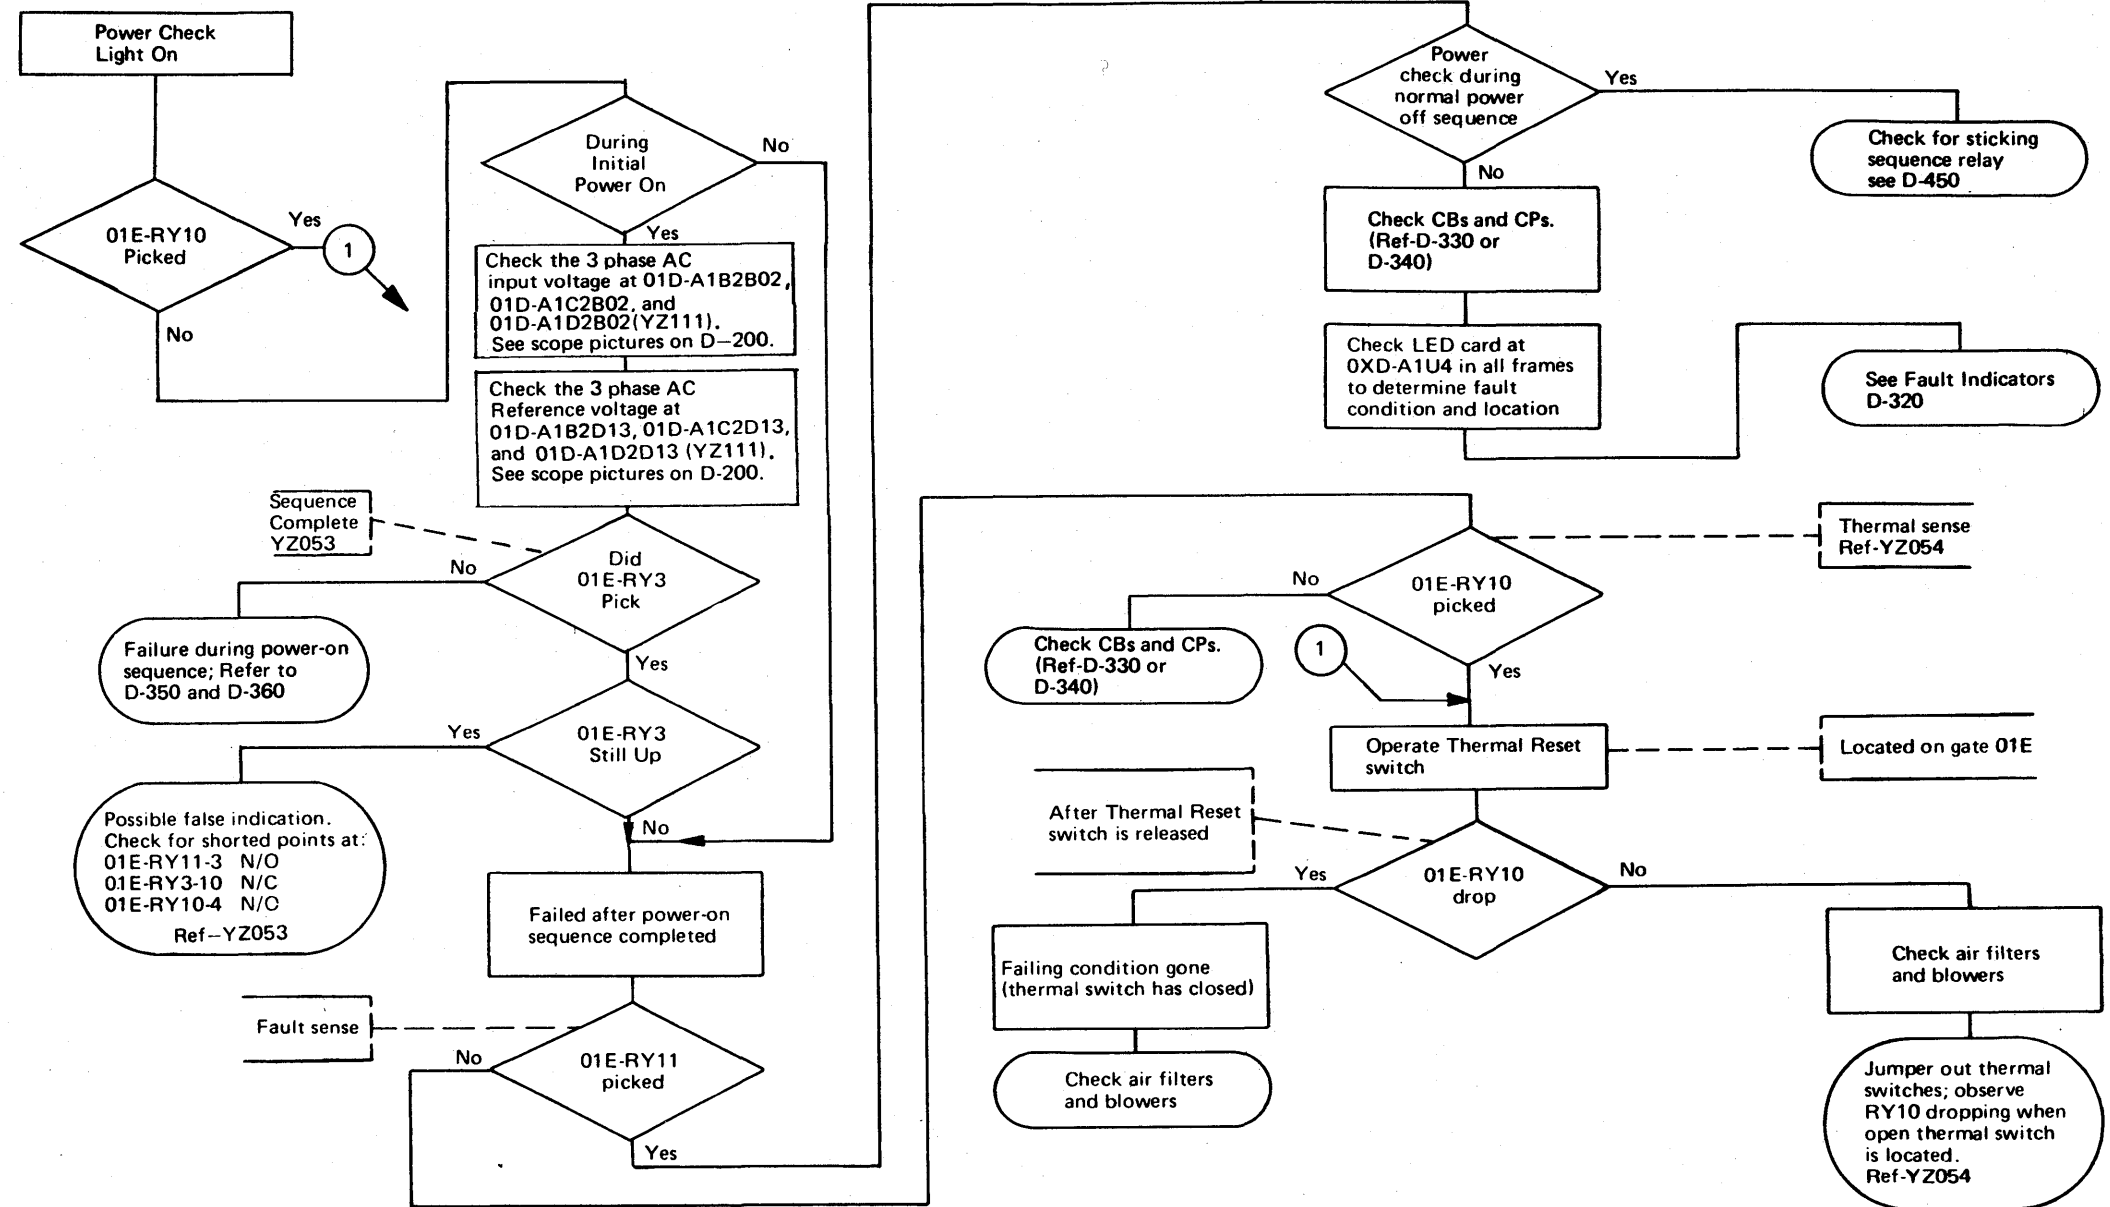 Power Check
Light On
01E-RY10
Picked
Yes
1
No
During
Initial
Power On
No
Yes
Check the 3 phase AC
input voltage at 01D-A1B2B02,
01D-A1C2B02, and
01D-A1D2B02(YZ111).
See scope pictures on D-200.
Check the 3 phase AC
Reference voltage at
01D-A1B2D13, 01D-A1C2D13,
and 01D-A1D2D13 (YZ111).
See scope pictures on D-200.
Sequence
Complete
YZ053
Did
01E-RY3
Pick
No
Failure during power-on
sequence; Refer to
D-350 and D-360
Yes
01E-RY3
Still Up
Yes
Possible false indication.
Check for shorted points at:
01E-RY11-3 N/O
01E-RY3-10 N/C
01E-RY10-4 N/O
Ref-YZ053
No
Failed after power-on
sequence completed
Fault sense
01E-RY11
picked
No
Yes
Power
check during
normal power
off sequence
Yes
Check for sticking
sequence relay
see D-450
No
Check CBs and CPs.
(Ref-D-330 or
D-340)
Check LED card at
0XD-A1U4 in all frames
to determine fault
condition and location
See Fault Indicators
D-320
Thermal sense
Ref-YZ054
01E-RY10
picked
No
Check CBs and CPs.
(Ref-D-330 or
D-340)
1
Yes
Operate Thermal Reset
switch
Located on gate 01E
After Thermal Reset
switch is released
01E-RY10
drop
Yes
Failing condition gone
(thermal switch has closed)
Check air filters
and blowers
No
Check air filters
and blowers
Jumper out thermal
switches; observe
RY10 dropping when
open thermal switch
is located.
Ref-YZ054